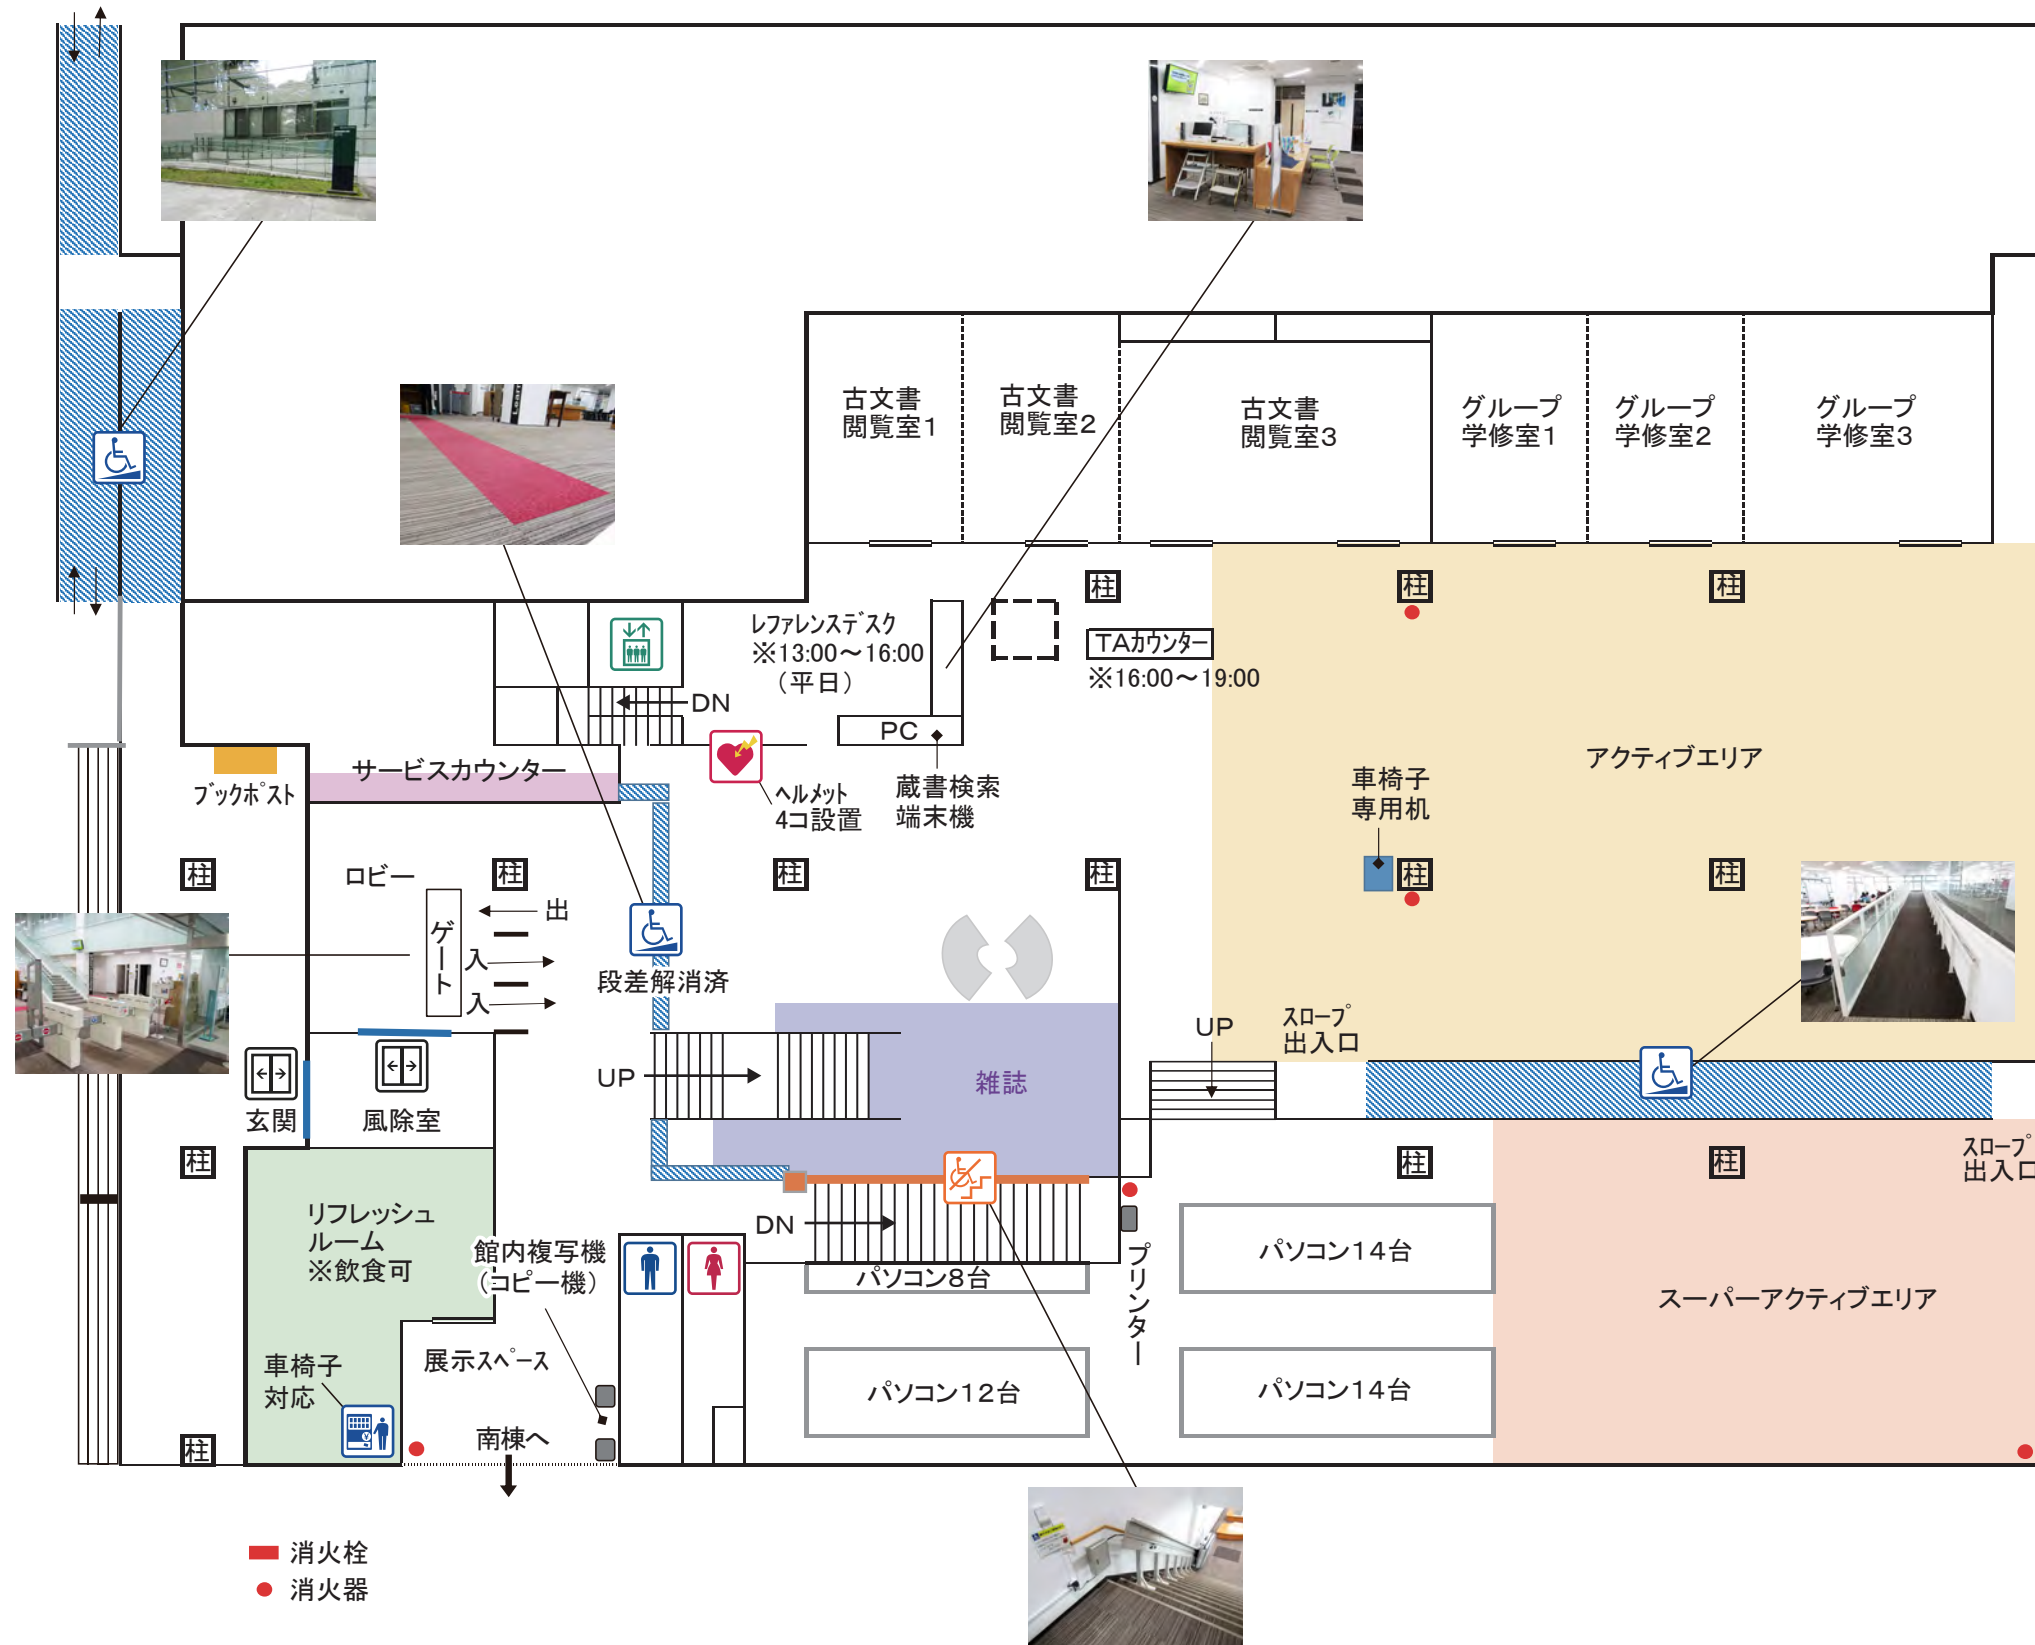 古文書
閲覧室1
古文書
閲覧室2
古文書
閲覧室3
グループ
学修室1
グループ
学修室2
グループ
学修室3
柱
柱
柱
レファレンスデスク
※13:00～16:00
（平日）
TAカウンター
※16:00～19:00
DN
PC
サービスカウンター
ブックポスト
ヘルメット
4コ設置
蔵書検索
端末機
アクティブエリア
車椅子
専用机
柱
柱
柱
柱
柱
柱
ロビー
ゲート
出
入
入
段差解消済
UP
雑誌
UP
スロープ
出入口
玄関
風除室
柱
柱
柱
スロープ
出入口
リフレッシュ
ルーム
※飲食可
館内複写機
（コピー機）
DN
プリンター
パソコン8台
パソコン14台
スーパーアクティブエリア
車椅子
対応
展示スペース
パソコン12台
パソコン14台
柱
南棟へ
消火栓
消火器